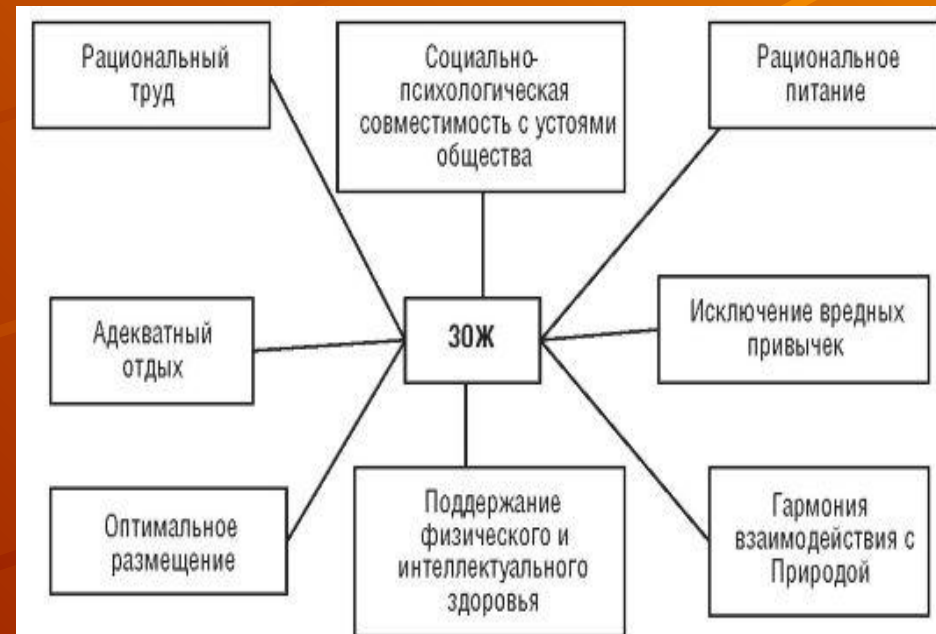 Рациональный
труд
Социально-
психологическая
совместимость с устоями
общества
Рациональное
питание
Адекватный
отдых
ЗОЖ
Исключение вредных
привычек
Оптимальное
размещение
Поддержание
физического и
интеллектуального
здоровья
Гармония
взаимодействия с
Природой